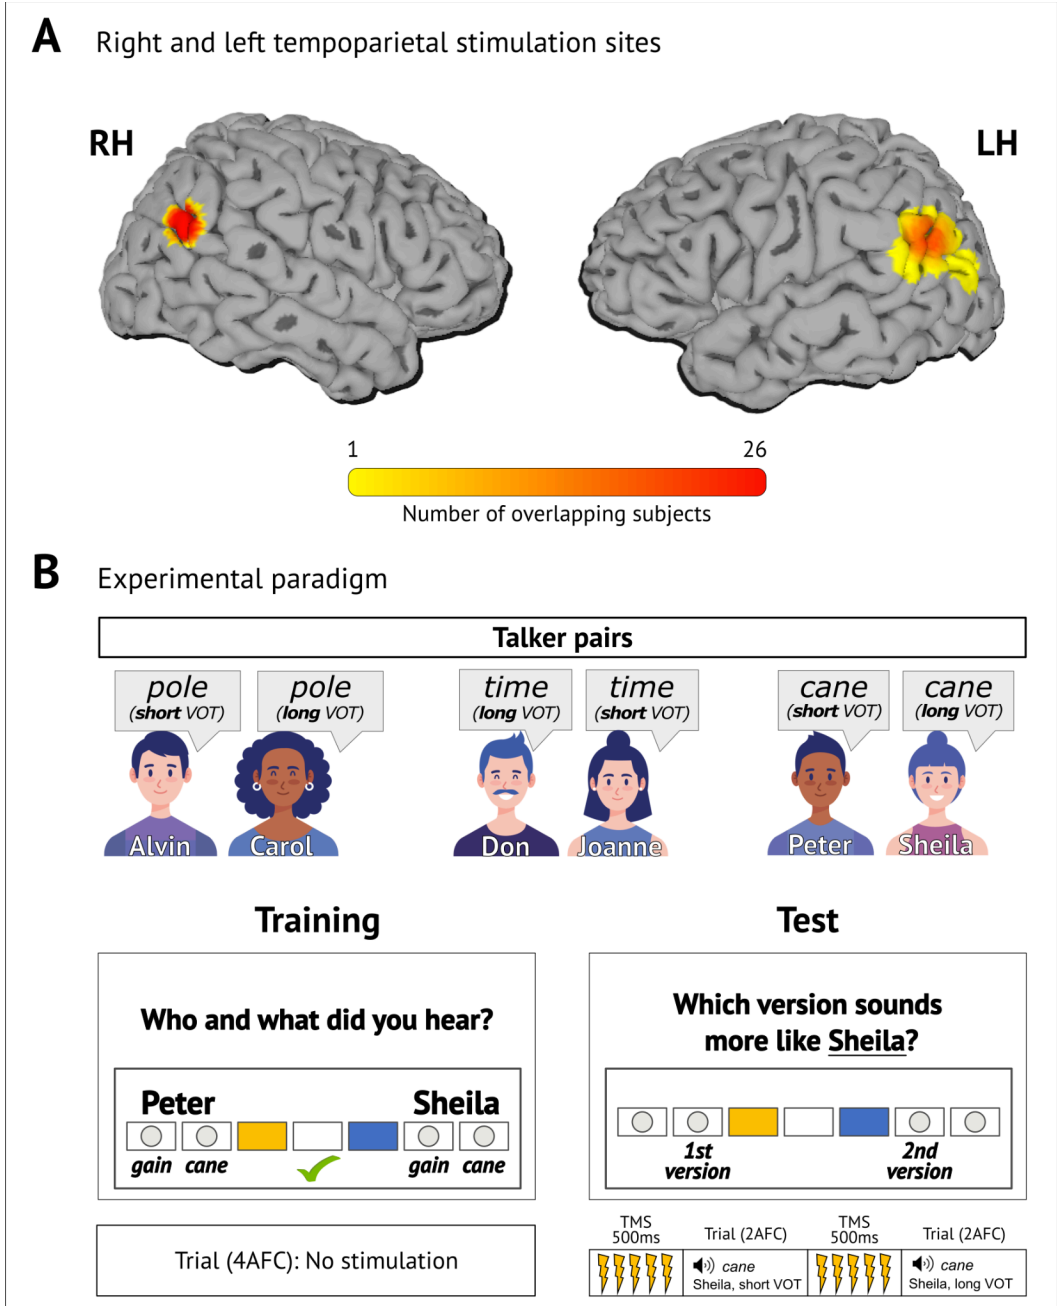 A Right and left tempoparietal stimulation sites
RH LH
1 26
Number of overlapping subjects
B Experimental paradigm
Talker pairs
pole pole time time cane cane
(short VOT) (long VOT) (long VOT) (short VOT) (short VOT) (long VOT)
Alvin Carol Don Joanne Peter Sheila
Training
Who and what did you hear?
Peter Sheila
gain cane gain cane
Trial (4AFC): No stimulation
Test
Which version sounds
more like Sheila?
1st 2nd
version version
TMS Trial (2AFC) TMS Trial (2AFC)
500ms 500ms
cane cane
Sheila, short VOT Sheila, long VOT